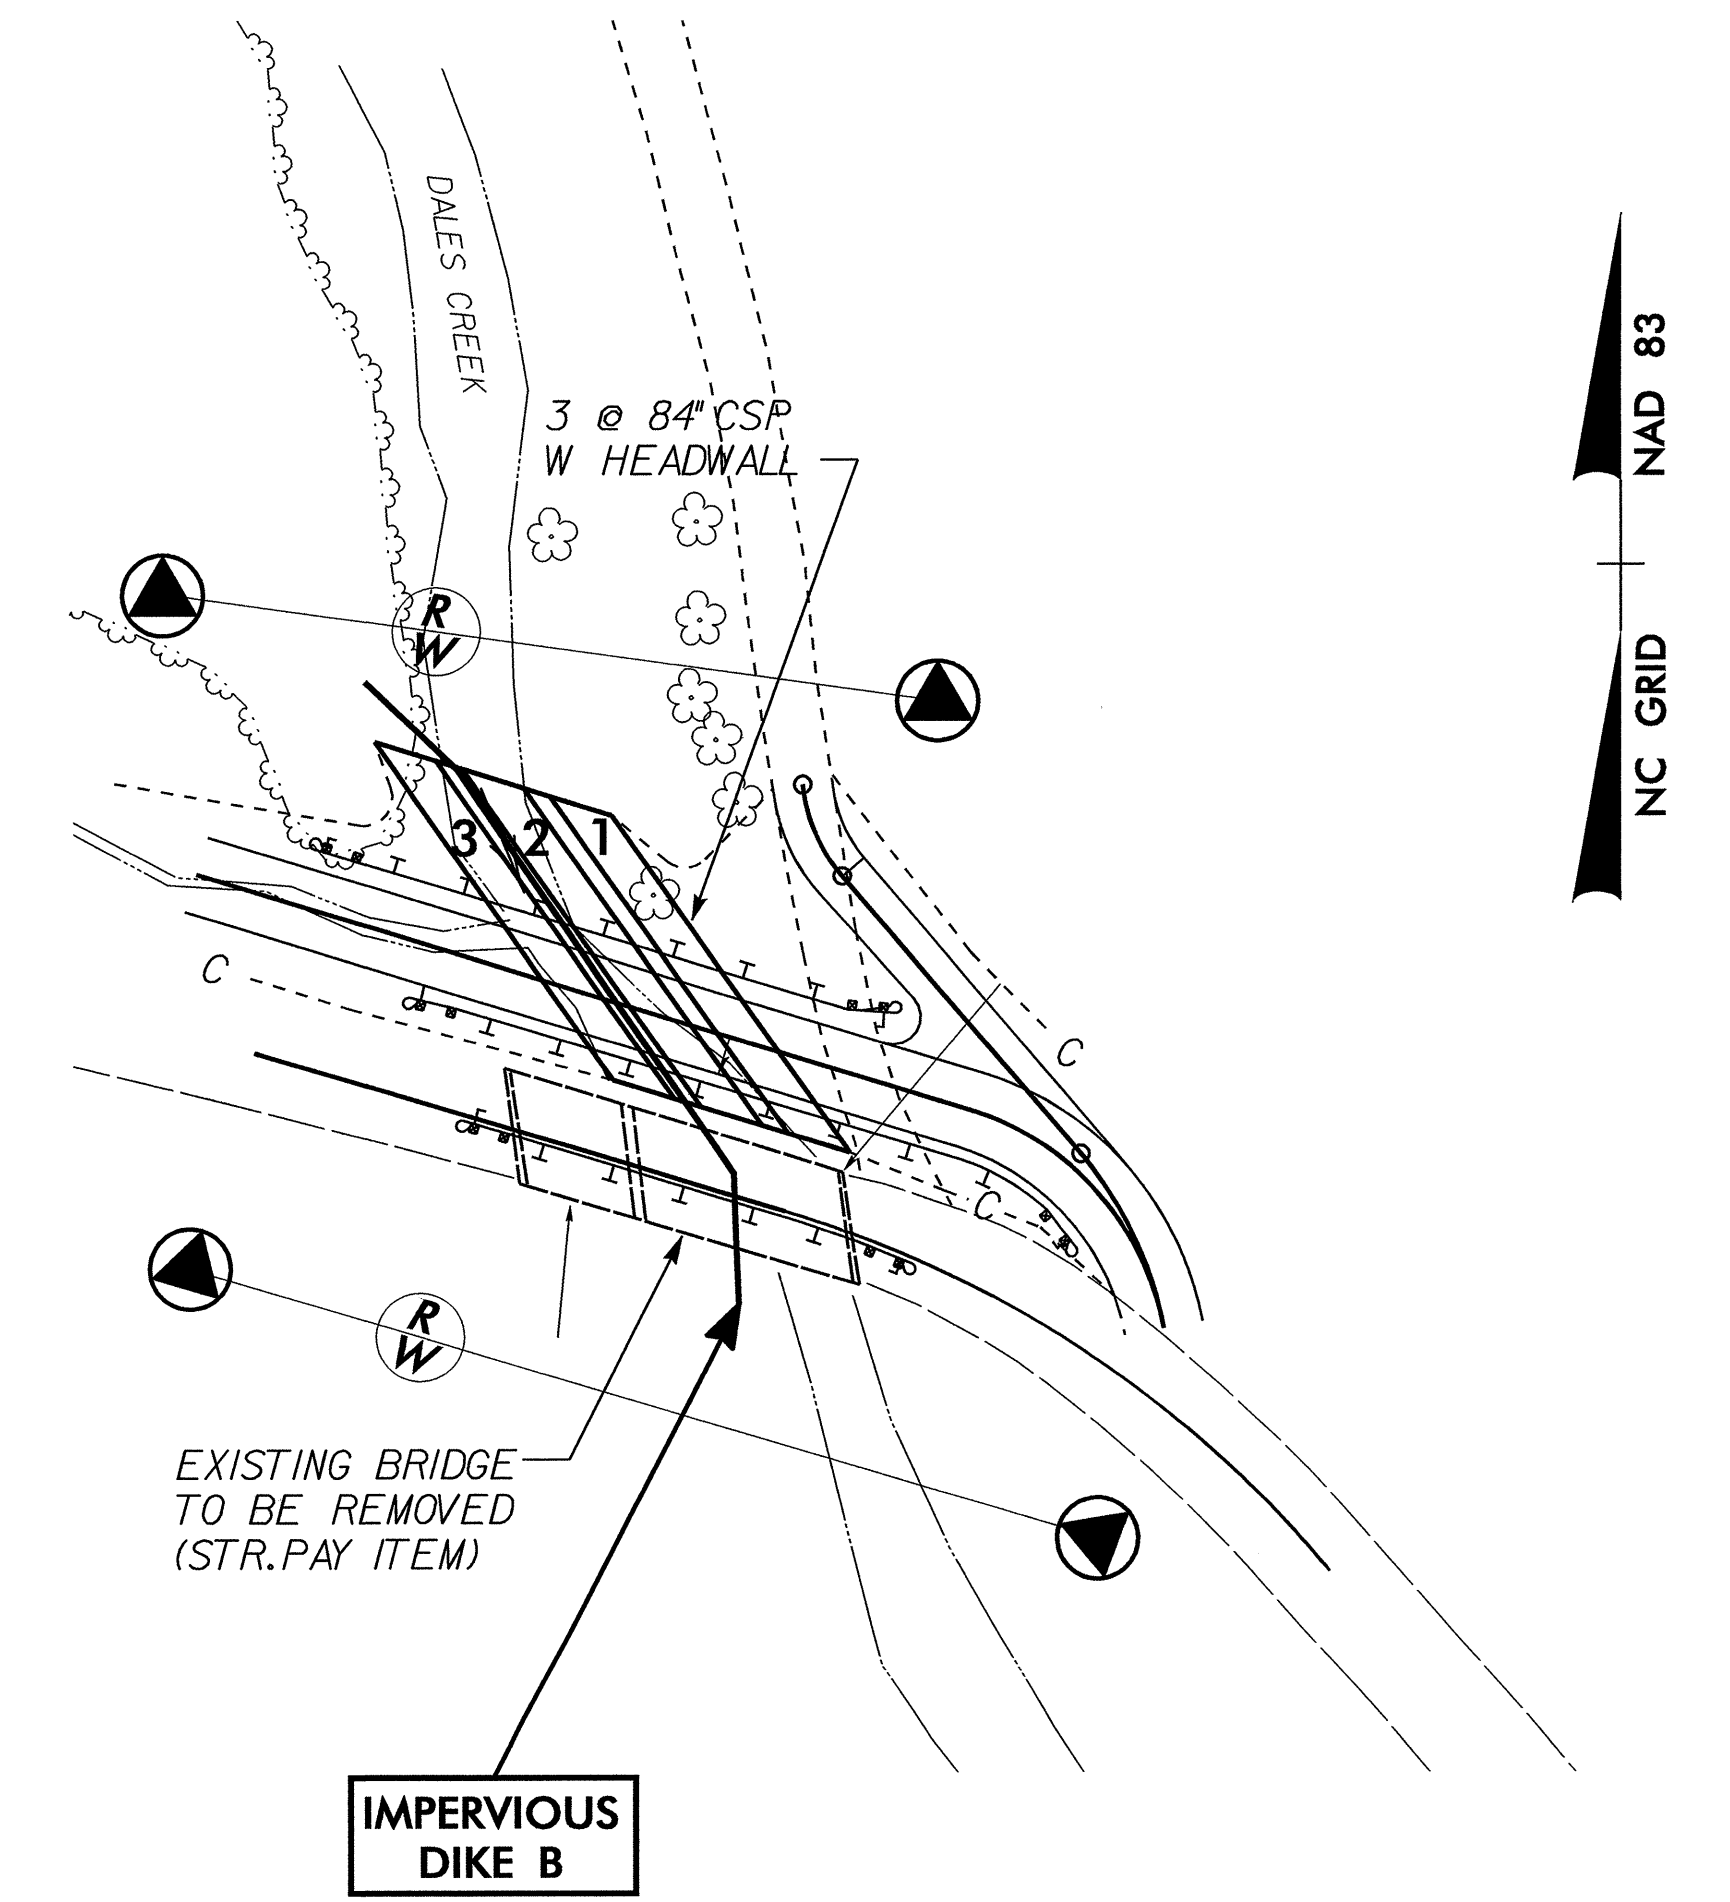 DALES CREEK
3 @ 84" CSP
W HEADWALL
NAD 83
NC GRID
R
W
3
2
1
C
C
C
R
W
EXISTING BRIDGE
TO BE REMOVED
(STR. PAY ITEM)
IMPERVIOUS
DIKE B